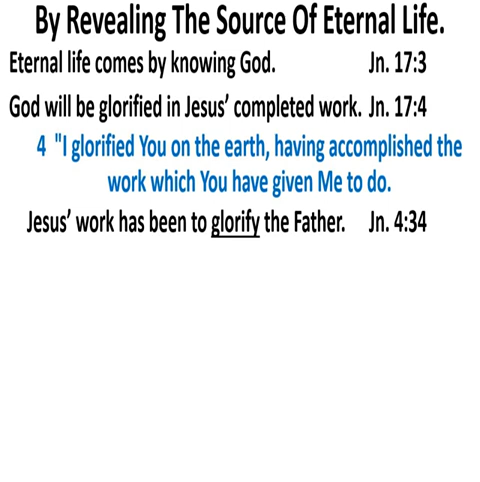 By Revealing The Source Of Eternal Life.
Eternal life comes by knowing God. Jn. 17:3
God will be glorified in Jesus’ completed work. Jn. 17:4
4 "I glorified You on the earth, having accomplished the
work which You have given Me to do.
Jesus’ work has been to glorify the Father. Jn. 4:34